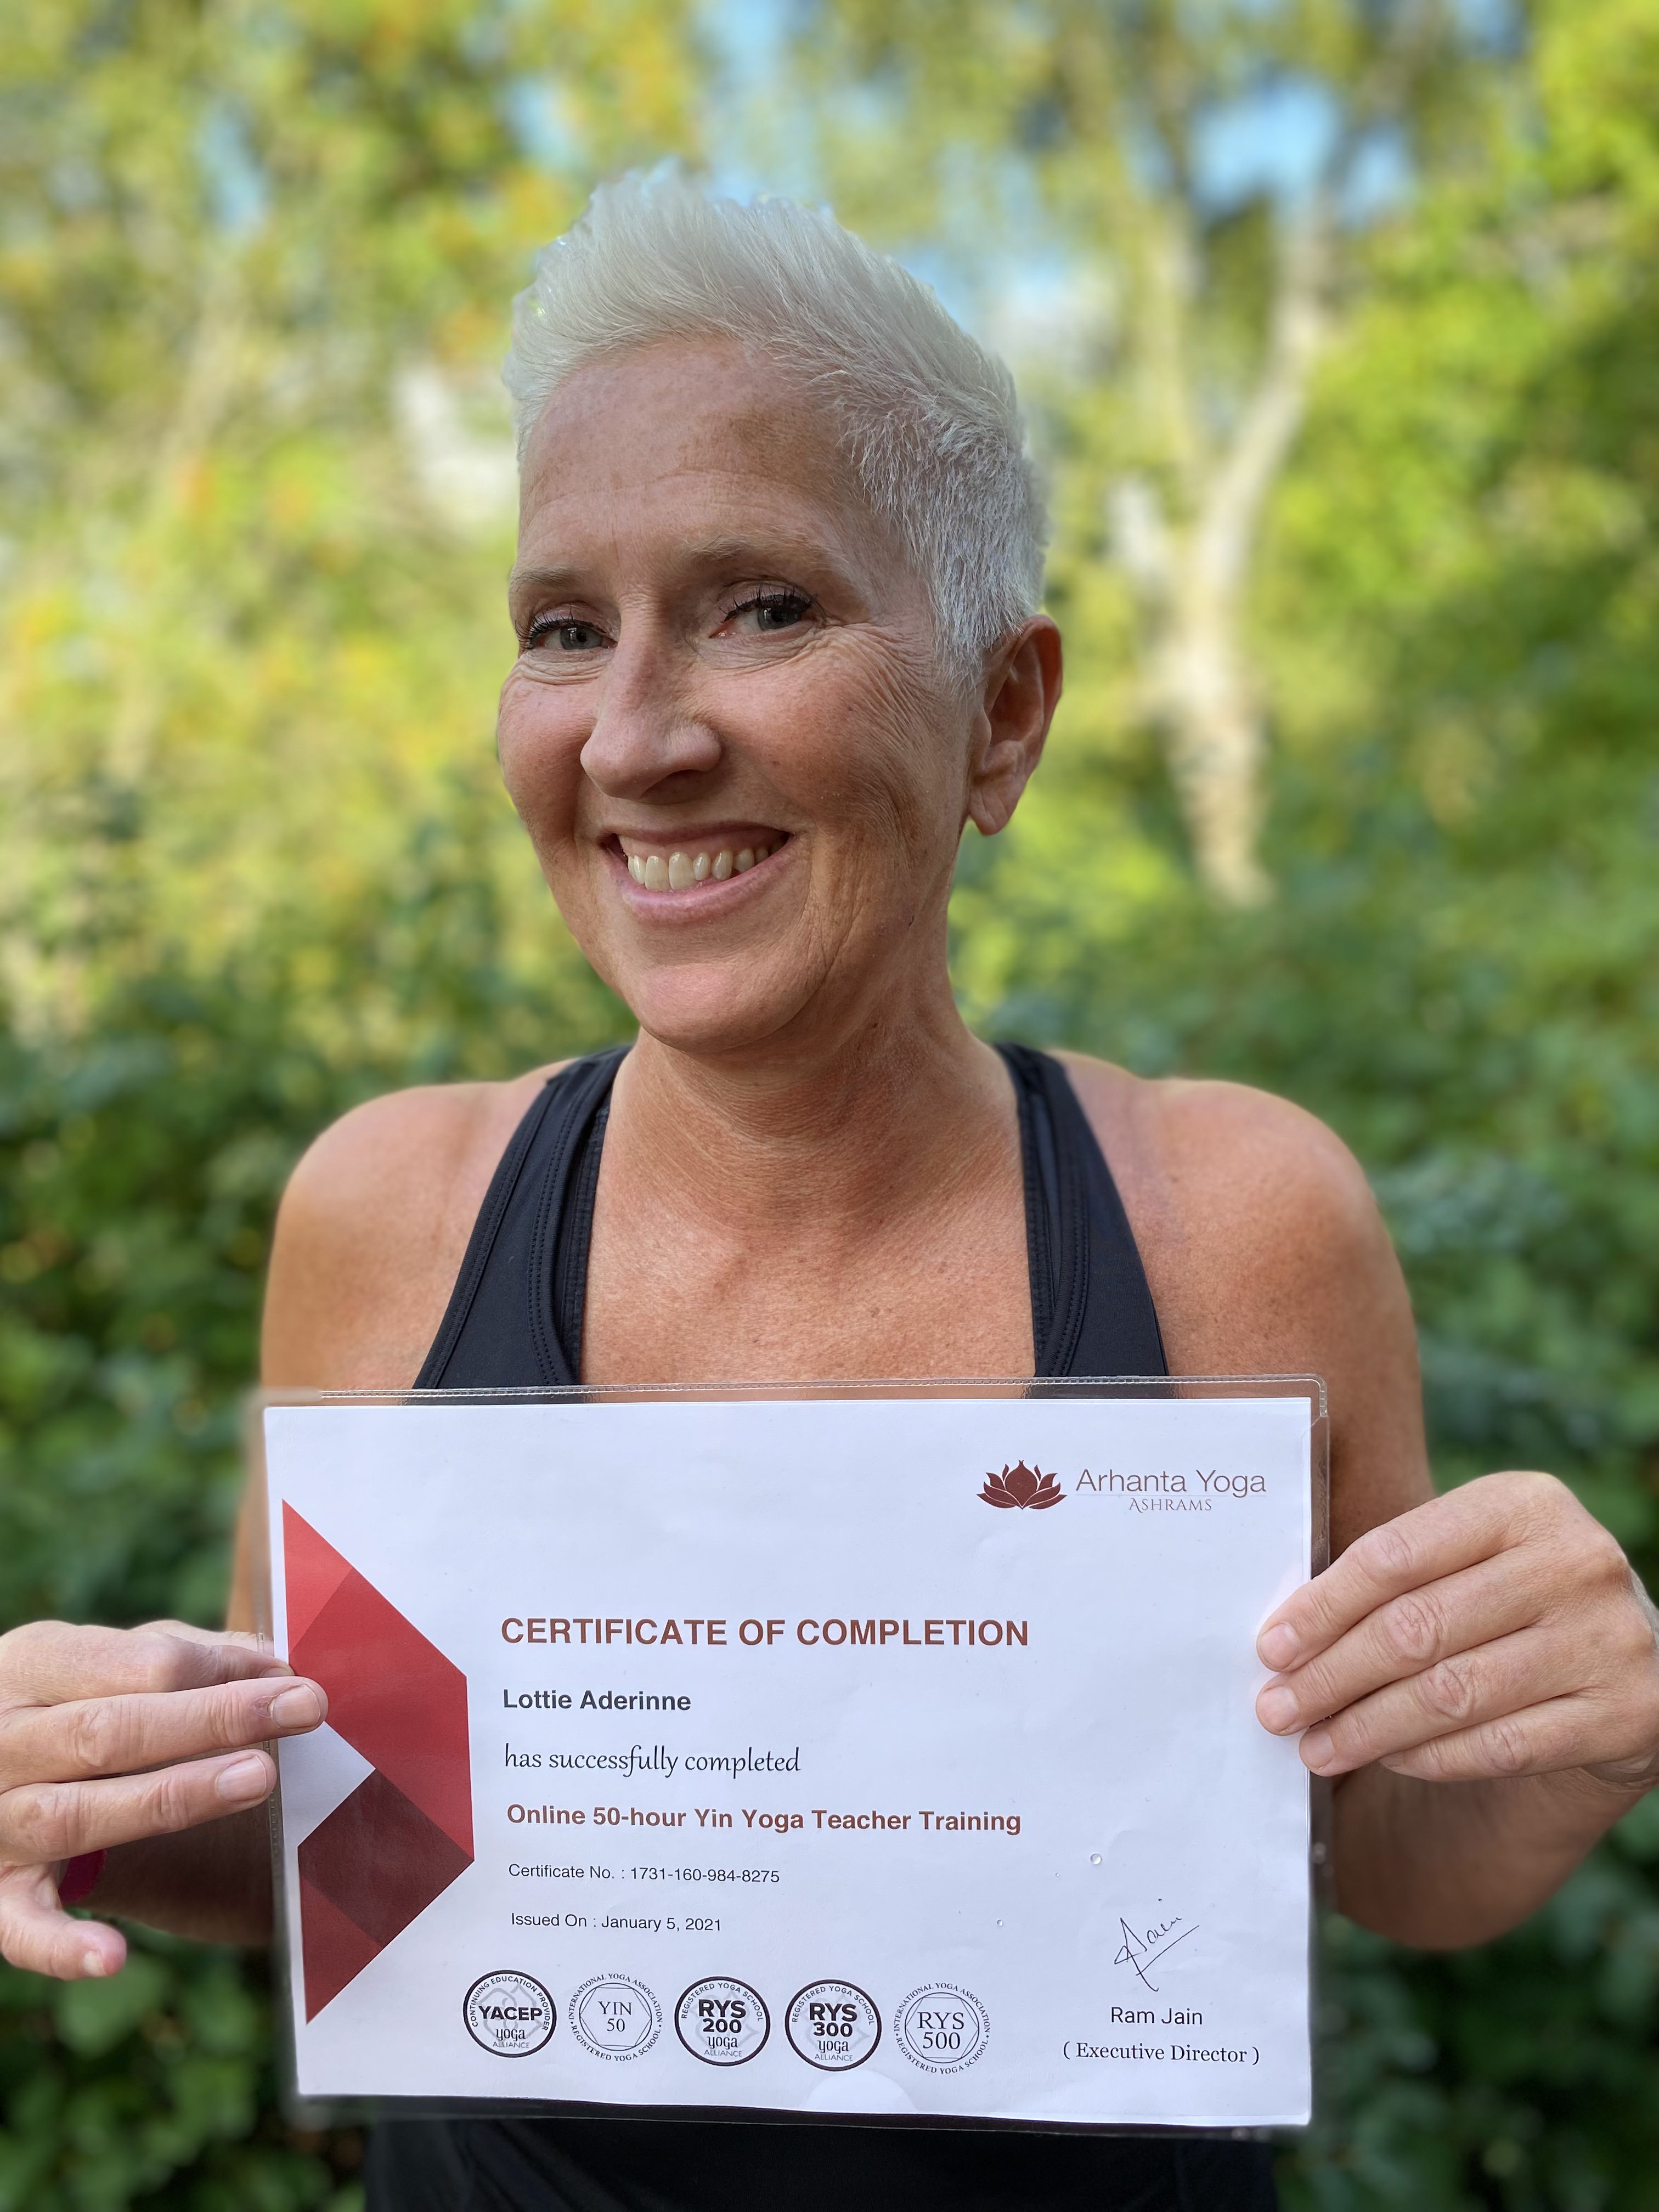 Arhanta Yoga
ASHRAMS
CERTIFICATE OF COMPLETION
Lottie Aderinne
has successfully completed
Online 50-hour Yin Yoga Teacher Training
Certificate No. : 1731-160-984-8275
Issued On : January 5, 2021
CONTINUING EDUCATION PROVIDER
YACEP
yoga
ALLIANCE
INTERNATIONAL YOGA ASSOCIATION
YIN
50
REGISTERED YOGA SCHOOL
REGISTERED YOGA SCHOOL
RYS
200
yoga
ALLIANCE
REGISTERED YOGA SCHOOL
RYS
300
yoga
ALLIANCE
INTERNATIONAL YOGA ASSOCIATION
RYS
500
REGISTERED YOGA SCHOOL
Ram Jain
( Executive Director )